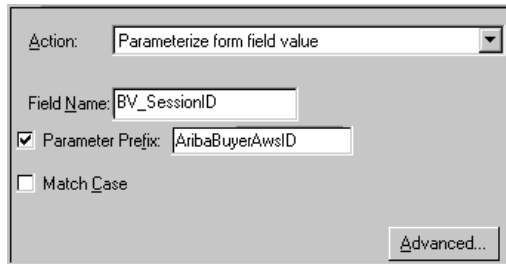 Action: Parameterize form field value
Field Name: BV_SessionID
Parameter Prefix: AribaBuyerAwsID
Match Case
Advanced...